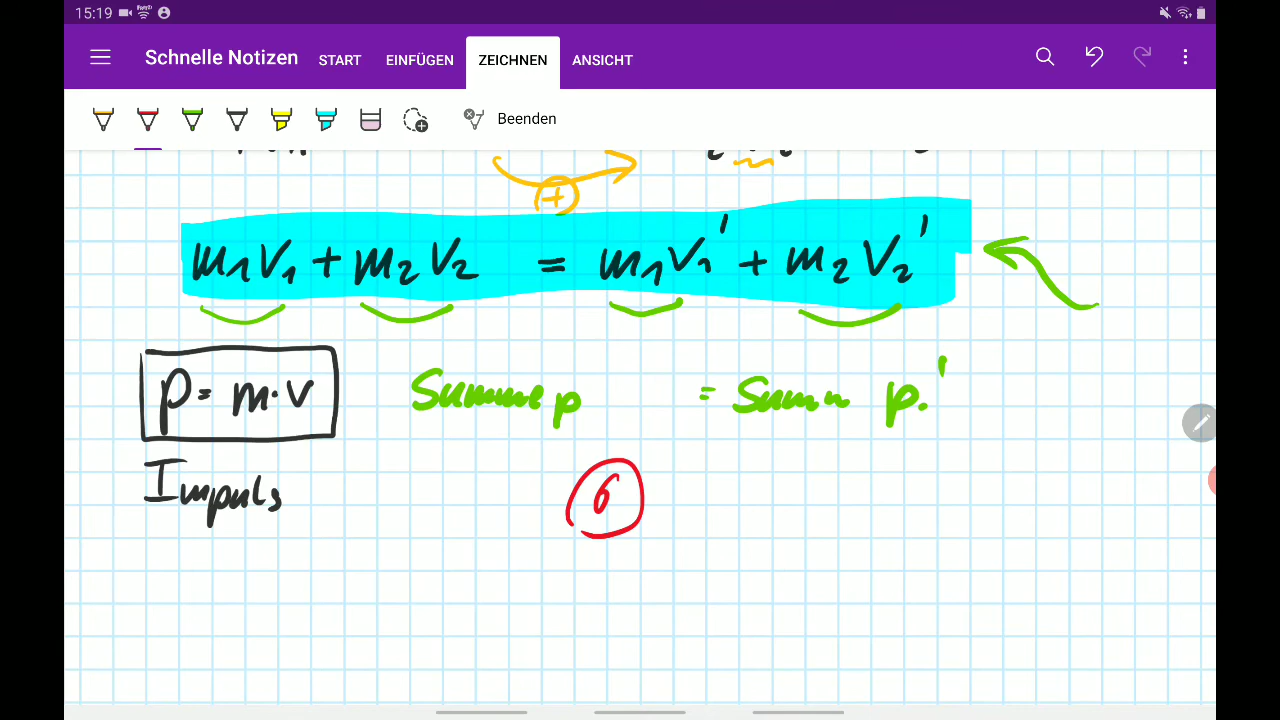 15:19
Schnelle Notizen START EINFÜGEN ZEICHNEN ANSICHT
Beenden
+
m₁v₁ + m₂v₂ = m₁v₁' + m₂v₂'
p = m·v Summe p = Summ p.'
Impuls
6